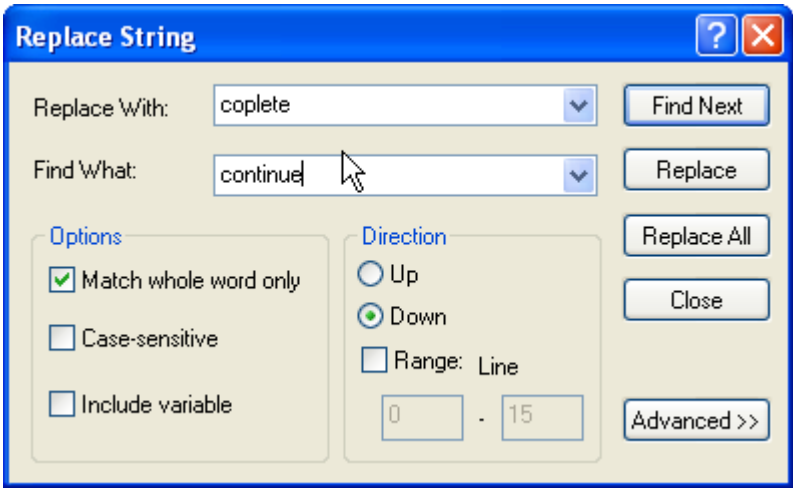 Replace String
Replace With: coplete Find Next
Find What: continue Replace
Options Direction Replace All
Match whole word only Up
Close
Case-sensitive Down
Range: Line
Include variable 0 - 15 Advanced >>